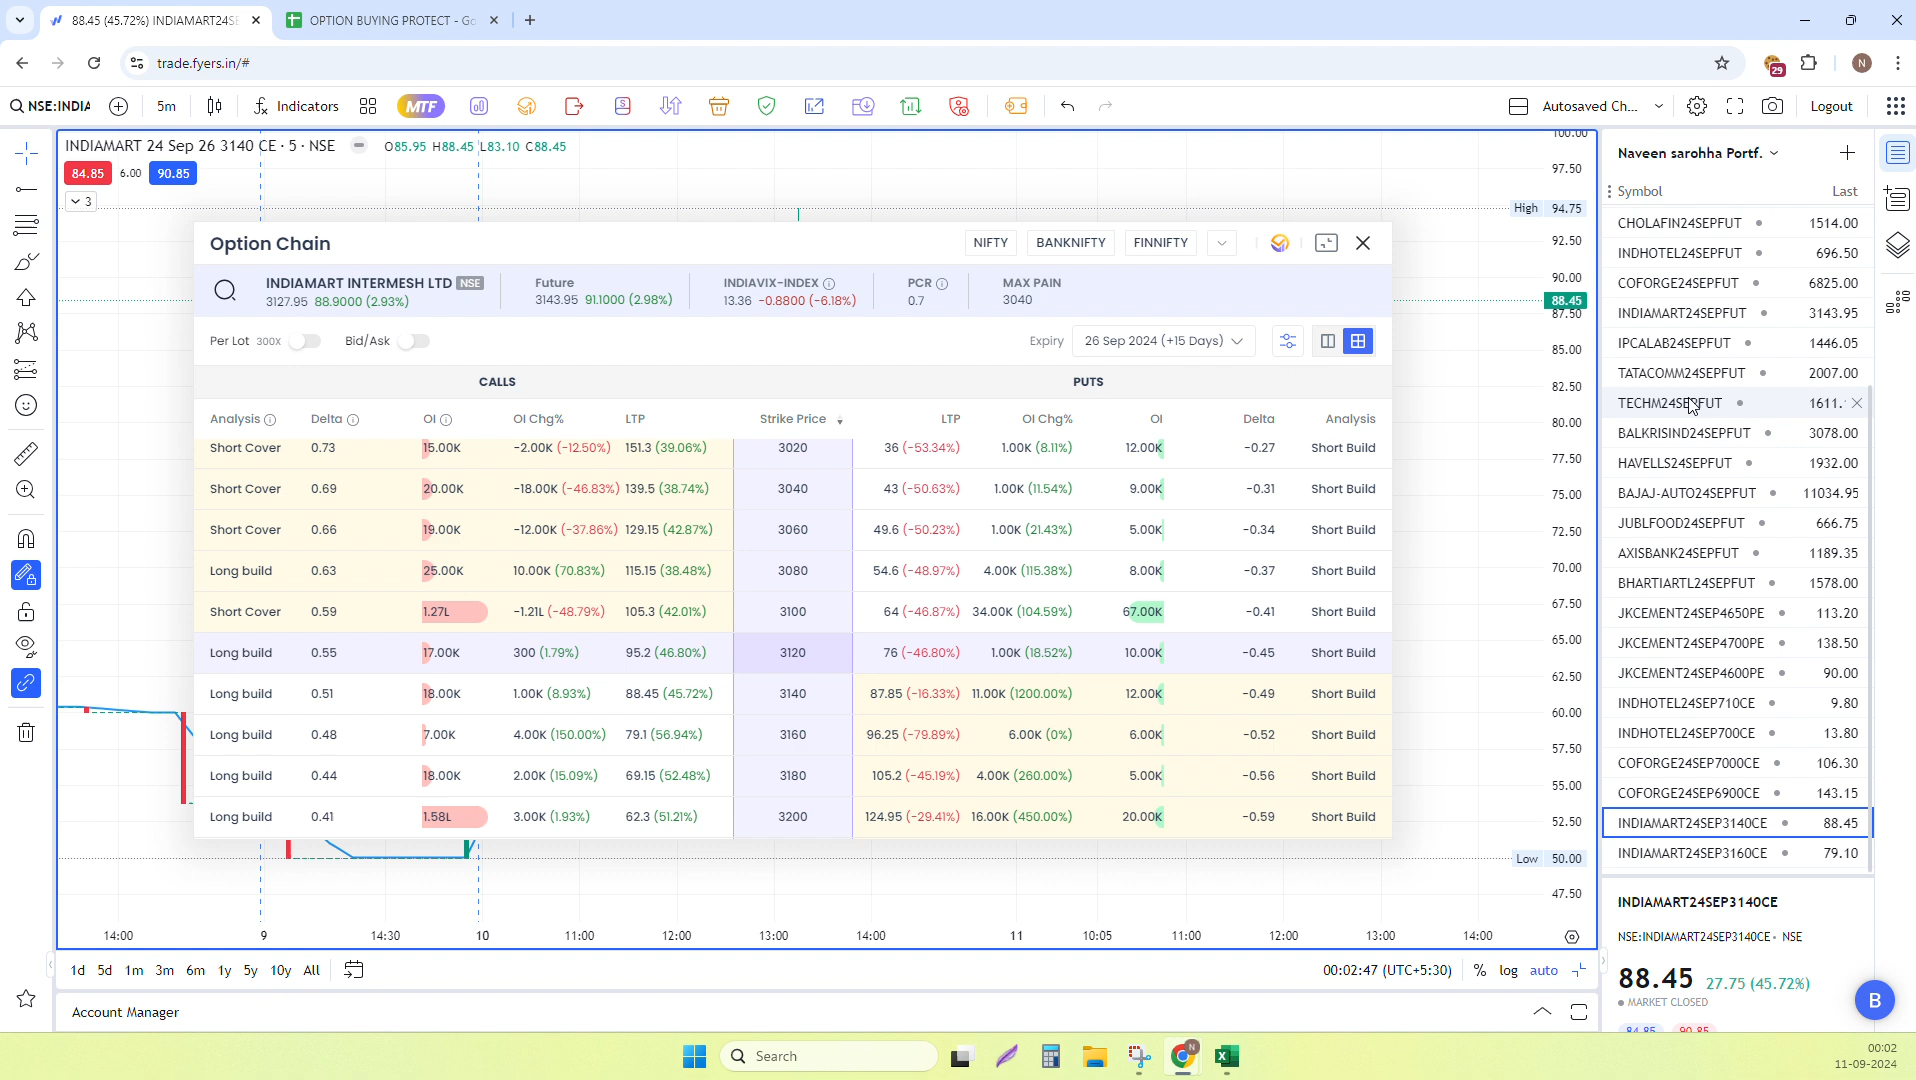 88.45 (45.72%) INDIAMART24SE
OPTION BUYING PROTECT - Go
trade.fyers.in/#
29
N
NSE:INDIA
5m
Indicators
MTF
Autosaved Ch...
Logout
INDIAMART 24 Sep 26 3140 CE · 5 · NSE
O85.95 H88.45 L83.10 C88.45
84.85 6.00 90.85
3
Option Chain
NIFTY BANKNIFTY FINNIFTY
INDIAMART INTERMESH LTD NSE
3127.95 88.9000 (2.93%)
Future
3143.95 91.1000 (2.98%)
INDIAVIX-INDEX
13.36 -0.8800 (-6.18%)
PCR
0.7
MAX PAIN
3040
Per Lot 300X
Bid/Ask
Expiry 26 Sep 2024 (+15 Days)
CALLS PUTS
Analysis Delta OI OI Chg% LTP Strike Price LTP OI Chg% OI Delta Analysis
Short Cover 0.73 15.00K -2.00K (-12.50%) 151.3 (39.06%) 3020 36 (-53.34%) 1.00K (8.11%) 12.00K -0.27 Short Build
Short Cover 0.69 20.00K -18.00K (-46.83%) 139.5 (38.74%) 3040 43 (-50.63%) 1.00K (11.54%) 9.00K -0.31 Short Build
Short Cover 0.66 19.00K -12.00K (-37.86%) 129.15 (42.87%) 3060 49.6 (-50.23%) 1.00K (21.43%) 5.00K -0.34 Short Build
Long build 0.63 25.00K 10.00K (70.83%) 115.15 (38.48%) 3080 54.6 (-48.97%) 4.00K (115.38%) 8.00K -0.37 Short Build
Short Cover 0.59 1.27L -1.21L (-48.79%) 105.3 (42.01%) 3100 64 (-46.87%) 34.00K (104.59%) 67.00K -0.41 Short Build
Long build 0.55 17.00K 300 (1.79%) 95.2 (46.80%) 3120 76 (-46.80%) 1.00K (18.52%) 10.00K -0.45 Short Build
Long build 0.51 18.00K 1.00K (8.93%) 88.45 (45.72%) 3140 87.85 (-16.33%) 11.00K (1200.00%) 12.00K -0.49 Short Build
Long build 0.48 7.00K 4.00K (150.00%) 79.1 (56.94%) 3160 96.25 (-79.89%) 6.00K (0%) 6.00K -0.52 Short Build
Long build 0.44 18.00K 2.00K (15.09%) 69.15 (52.48%) 3180 105.2 (-45.19%) 4.00K (260.00%) 5.00K -0.56 Short Build
Long build 0.41 1.58L 3.00K (1.93%) 62.3 (51.21%) 3200 124.95 (-29.41%) 16.00K (450.00%) 20.00K -0.59 Short Build
100.00
97.50
High 94.75
92.50
90.00
88.45
87.50
85.00
82.50
80.00
77.50
75.00
72.50
70.00
67.50
65.00
62.50
60.00
57.50
55.00
52.50
Low 50.00
47.50
14:00 9 14:30 10 11:00 12:00 13:00 14:00 11 10:05 11:00 12:00 13:00 14:00
1d 5d 1m 3m 6m 1y 5y 10y All
00:02:47 (UTC+5:30) % log auto
Account Manager
Naveen sarohha Portf.
Symbol Last
CHOLAFIN24SEPFUT 1514.00
INDHOTEL24SEPFUT 696.50
COFORGE24SEPFUT 6825.00
INDIAMART24SEPFUT 3143.95
IPCALAB24SEPFUT 1446.05
TATACOMM24SEPFUT 2007.00
TECHM24SEPFUT 1611.
BALKRISIND24SEPFUT 3078.00
HAVELLS24SEPFUT 1932.00
BAJAJ-AUTO24SEPFUT 11034.95
JUBLFOOD24SEPFUT 666.75
AXISBANK24SEPFUT 1189.35
BHARTIARTL24SEPFUT 1578.00
JKCEMENT24SEP4650PE 113.20
JKCEMENT24SEP4700PE 138.50
JKCEMENT24SEP4600PE 90.00
INDHOTEL24SEP710CE 9.80
INDHOTEL24SEP700CE 13.80
COFORGE24SEP7000CE 106.30
COFORGE24SEP6900CE 143.15
INDIAMART24SEP3140CE 88.45
INDIAMART24SEP3160CE 79.10
INDIAMART24SEP3140CE
NSE:INDIAMART24SEP3140CE · NSE
88.45 27.75 (45.72%)
MARKET CLOSED
84.85 90.85
B
Search
N
00:02
11-09-2024